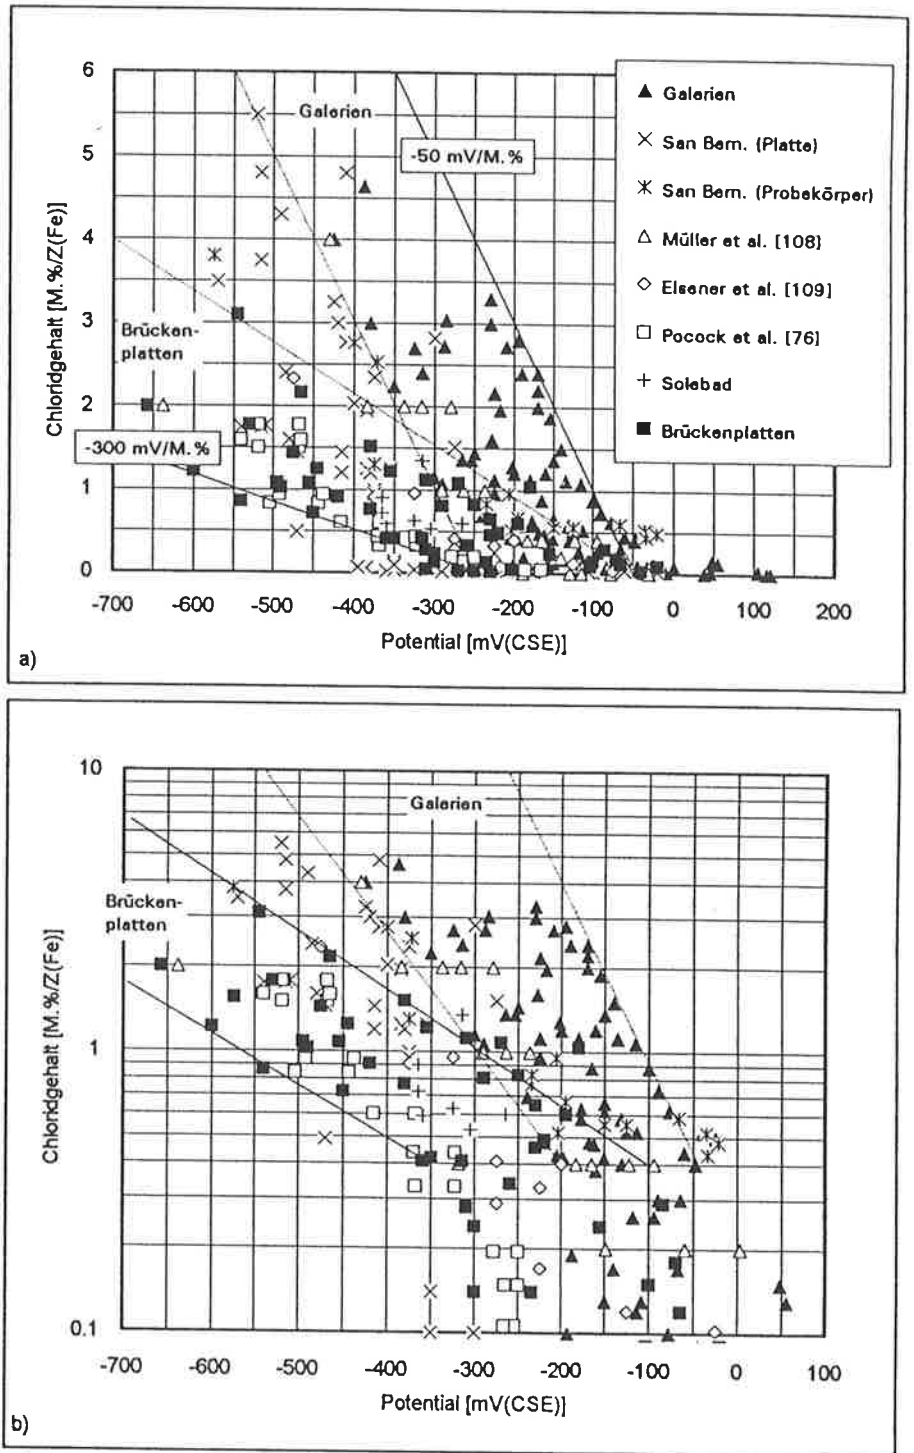 6
5
4
3
2
1
0
Chloridgehalt [M.%/Z(Fe)]
Galerien
-50 mV/M.%
Brücken-
platten
-300 mV/M.%
Galerien
San Bern. (Platte)
San Bern. (Probekörper)
Müller et al. [108]
Elsener et al. [109]
Pocock et al. [76]
Solebad
Brückenplatten
-700 -600 -500 -400 -300 -200 -100 0 100 200
Potential [mV(CSE)]
a)
10
1
0.1
Chloridgehalt [M.%/Z(Fe)]
Galerien
Brücken-
platten
-700 -600 -500 -400 -300 -200 -100 0 100
Potential [mV(CSE)]
b)